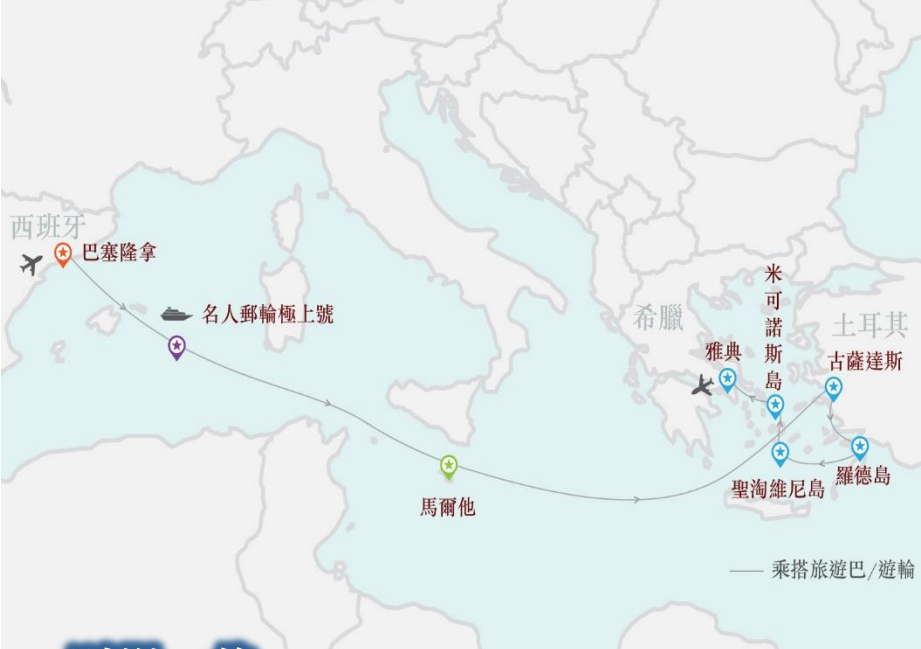 西班牙
巴塞隆拿
名人郵輪極上號
馬爾他
希臘
雅典
米可諾斯島
土耳其
古薩達斯
羅德島
聖淘維尼島
乘搭旅遊巴/遊輪